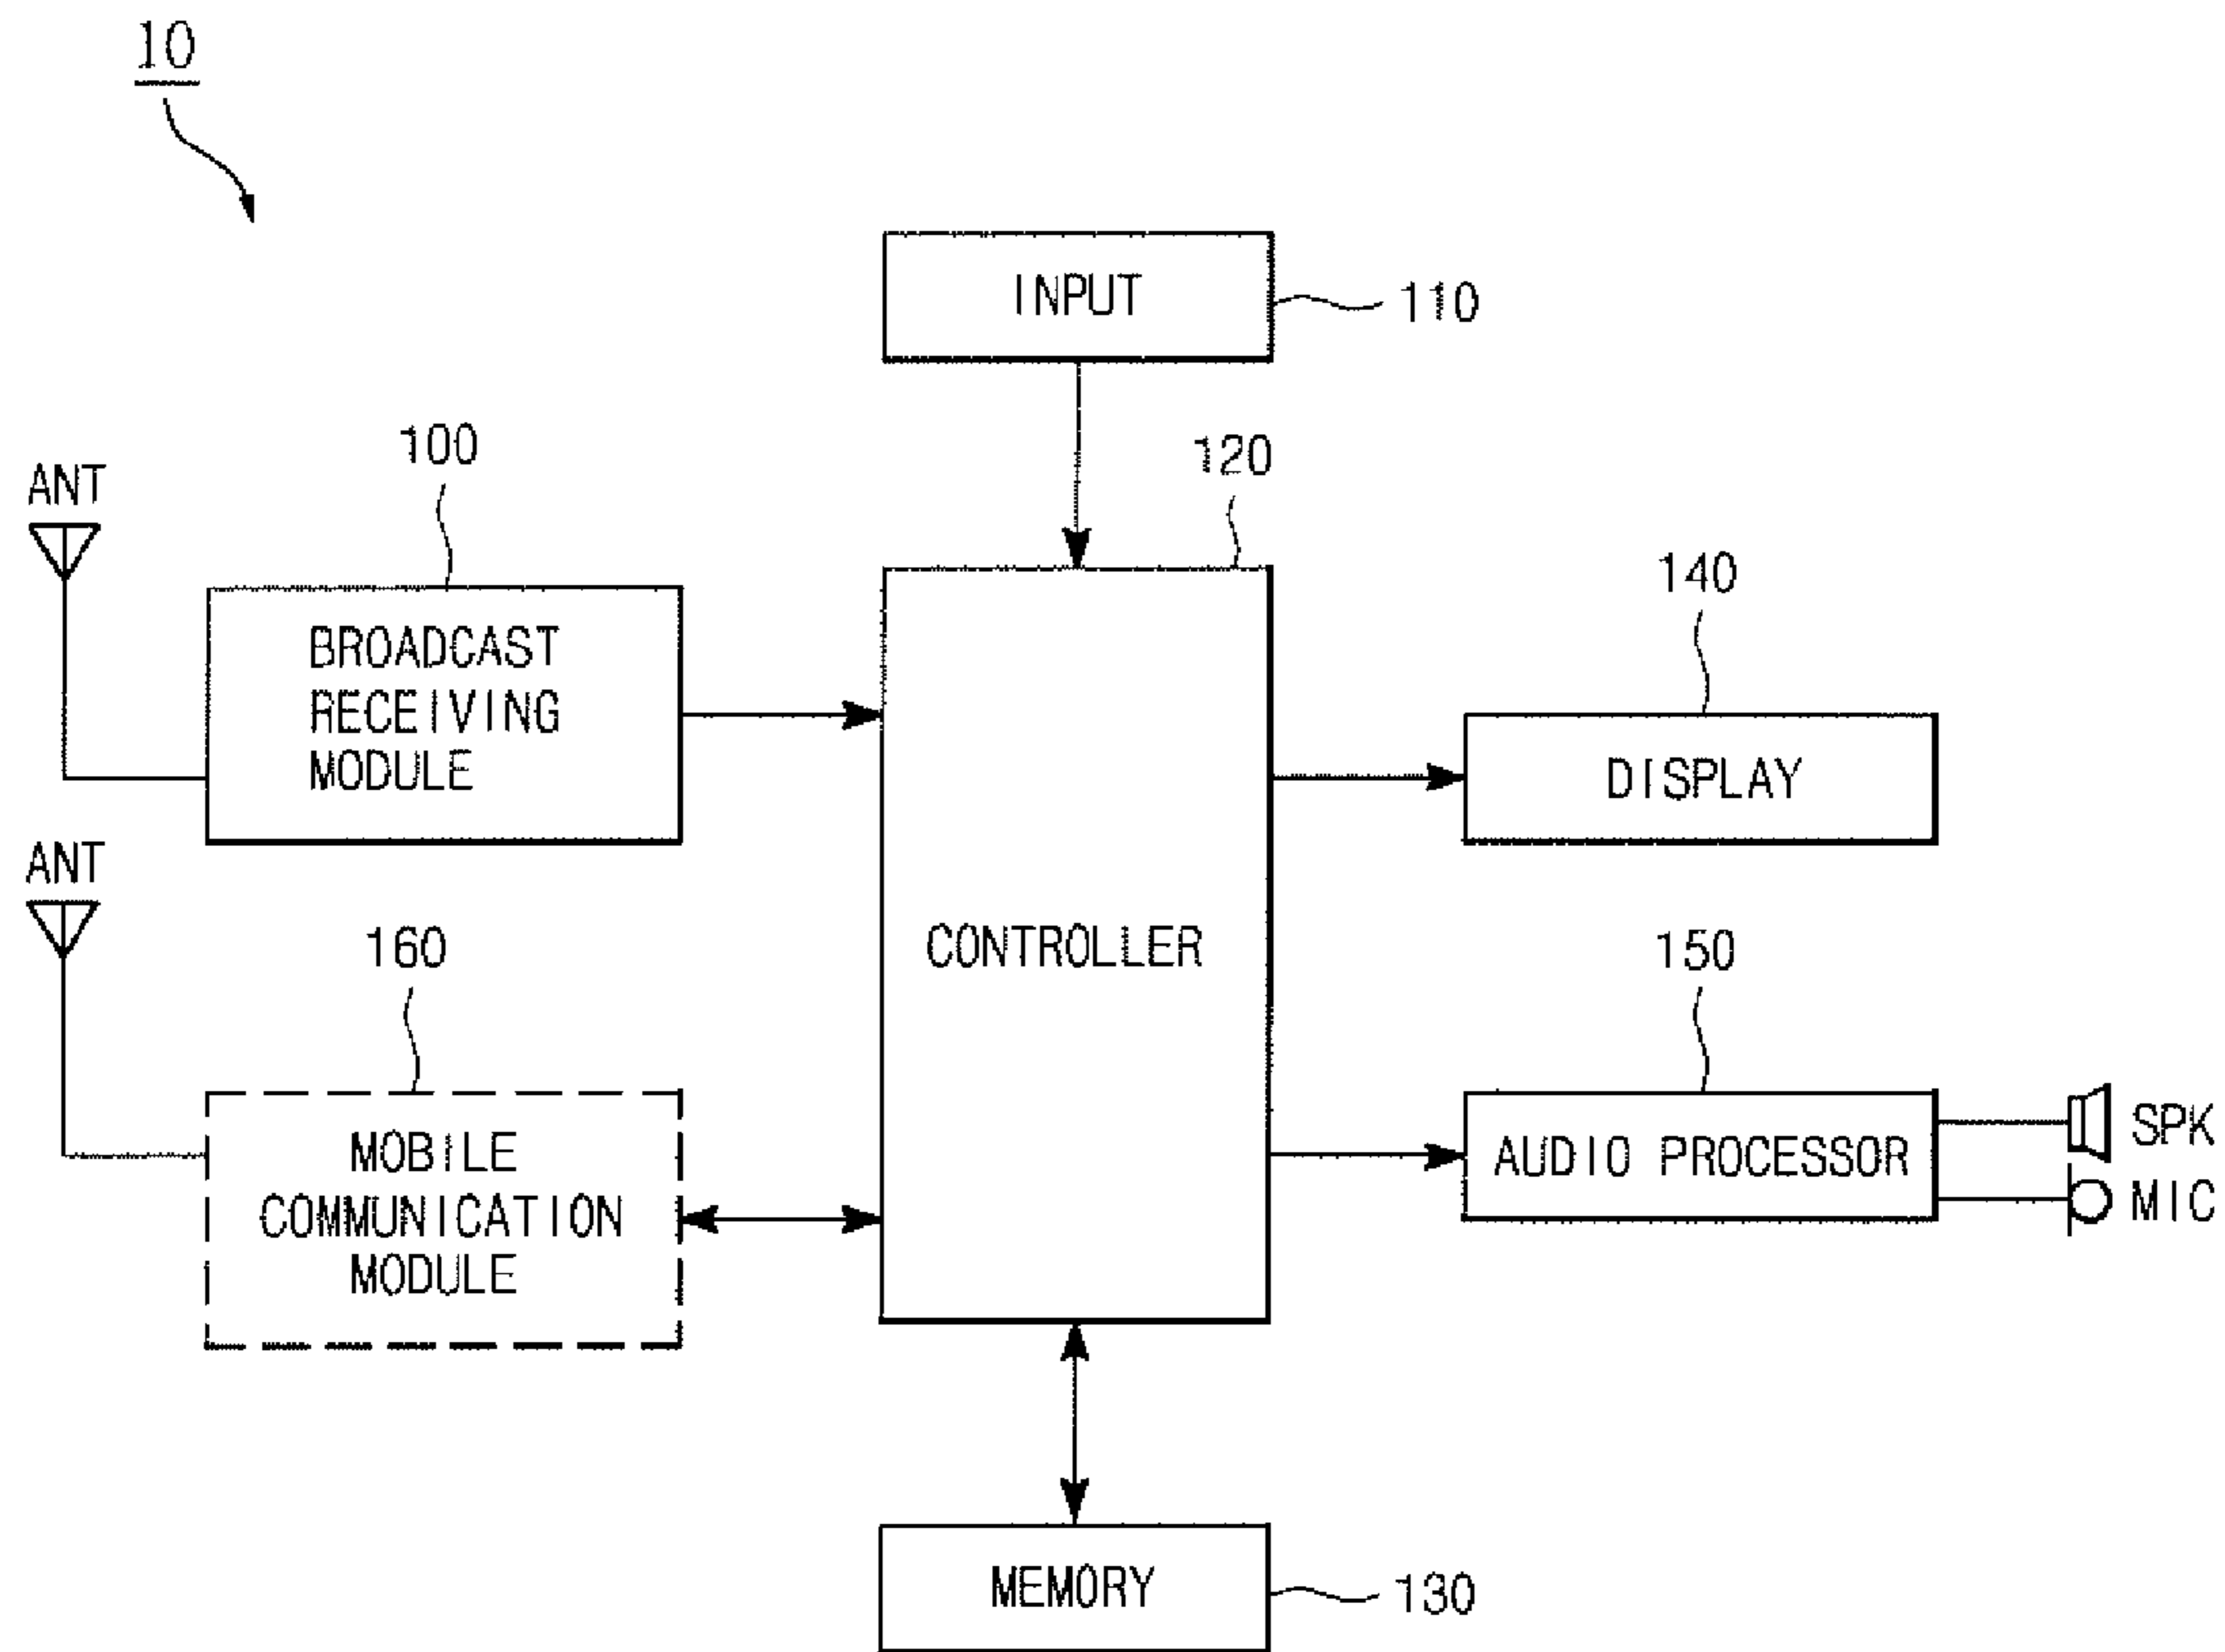 10
INPUT
110
100
120
ANT
BROADCAST
RECEIVING
MODULE
140
DISPLAY
ANT
160
CONTROLLER
150
MOBILE
COMMUNICATION
MODULE
AUDIO PROCESSOR
SPK
MIC
MEMORY
130